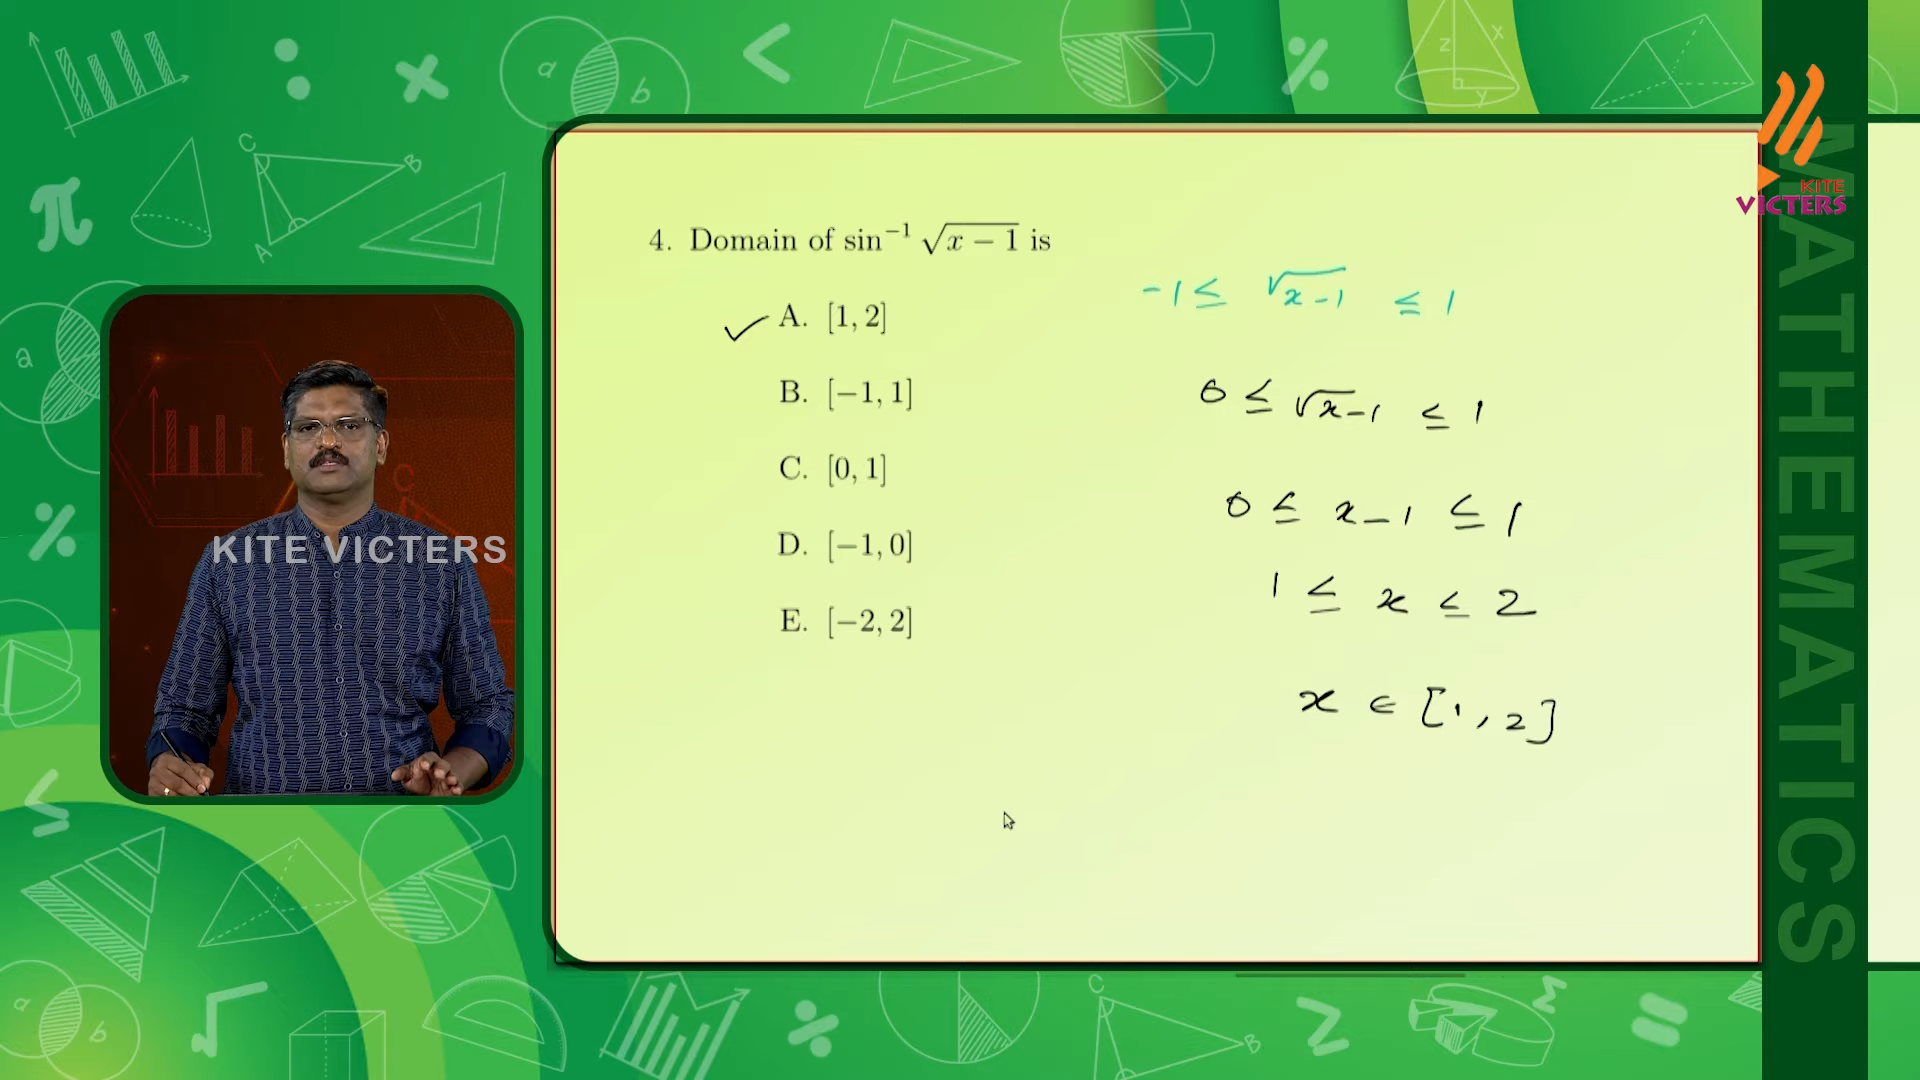 4. Domain of sin⁻¹ √(x − 1) is
A. [1, 2]
B. [−1, 1]
C. [0, 1]
D. [−1, 0]
E. [−2, 2]
-1 ≤ √(x-1) ≤ 1
0 ≤ √x-1 ≤ 1
0 ≤ x-1 ≤ 1
1 ≤ x ≤ 2
x ∈ [1, 2]
KITE VICTERS
KITE
VICTERS
MATHEMATICS
a
b
C
B
A
a
C
z
x
y
a
b
C
B